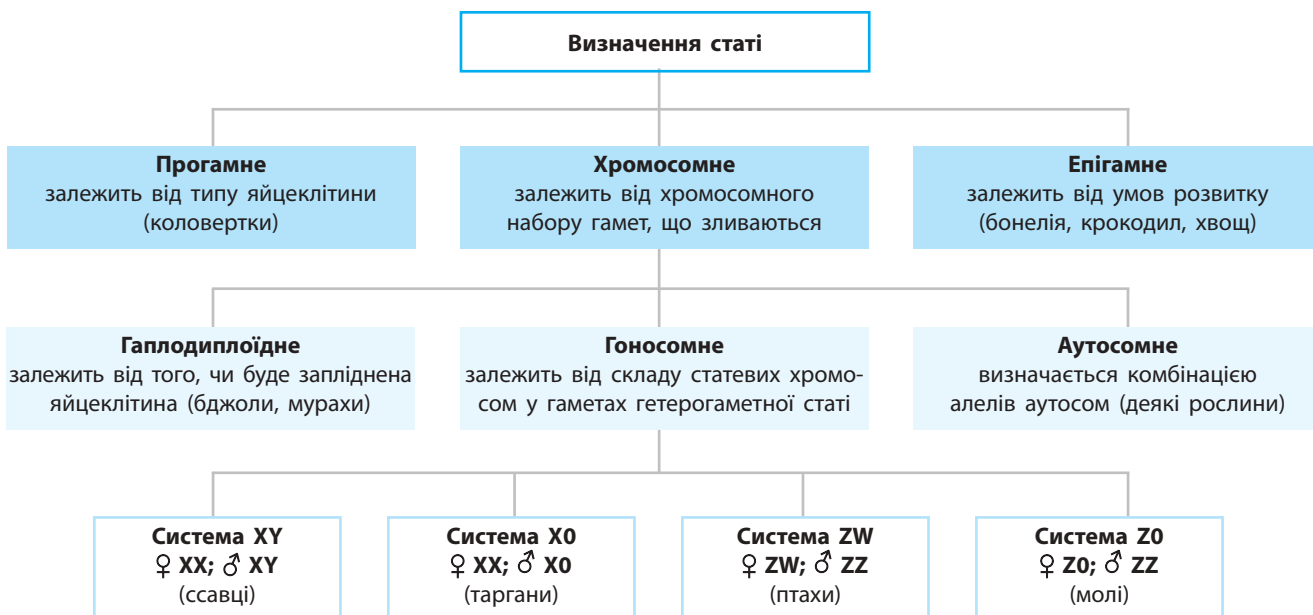 Визначення статі
Прогамне
залежить від типу яйцеклітини
(коловертки)
Хромосомне
залежить від хромосомного
набору гамет, що зливаються
Епігамне
залежить від умов розвитку
(бонелія, крокодил, хвощ)
Гаплодиплоїдне
залежить від того, чи буде запліднена
яйцеклітина (бджоли, мурахи)
Гоносомне
залежить від складу статевих хромо-
сом у гаметах гетерогаметної статі
Аутосомне
визначається комбінацією
алелів аутосом (деякі рослини)
Система XY
♀ XX; ♂ XY
(ссавці)
Система X0
♀ XX; ♂ X0
(таргани)
Система ZW
♀ ZW; ♂ ZZ
(птахи)
Система Z0
♀ Z0; ♂ ZZ
(молі)